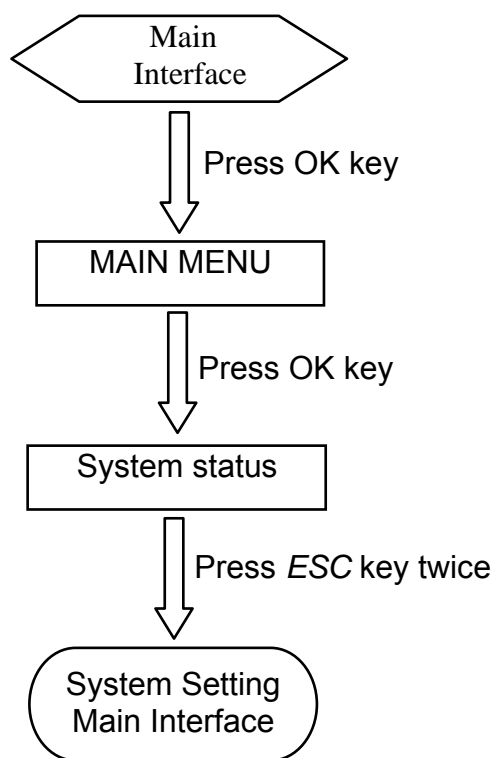 Main
Interface
Press OK key
MAIN MENU
Press OK key
System status
Press ESC key twice
System Setting
Main Interface